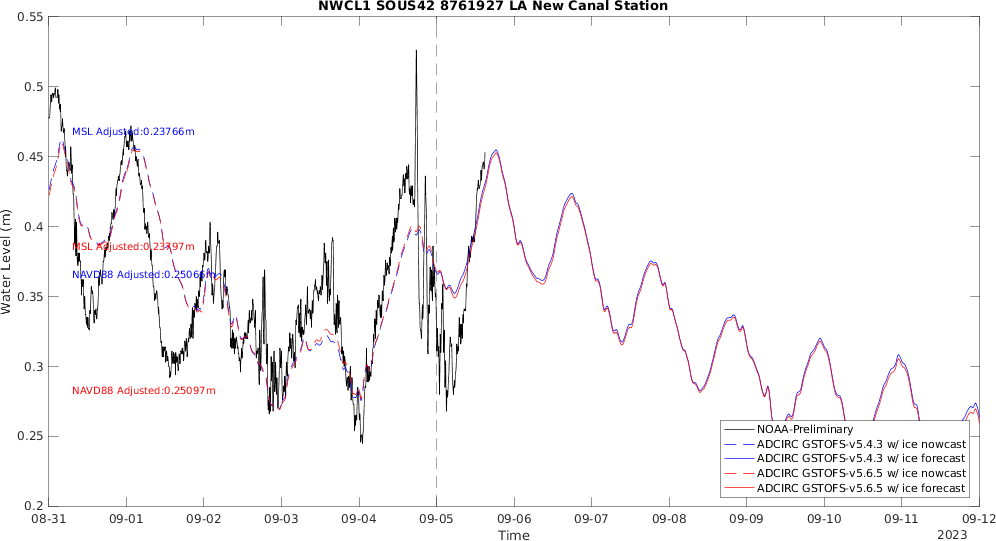 NWCL1 SOUS42 8761927 LA New Canal Station
Water Level (m)
0.55
0.5
0.45
0.4
0.35
0.3
0.25
0.2
MSL Adjusted:0.23766m
MSL Adjusted:0.23797m
NAVD88 Adjusted:0.25066m
NAVD88 Adjusted:0.25097m
NOAA-Preliminary
ADCIRC GSTOFS-v5.4.3 w/ ice nowcast
ADCIRC GSTOFS-v5.4.3 w/ ice forecast
ADCIRC GSTOFS-v5.6.5 w/ ice nowcast
ADCIRC GSTOFS-v5.6.5 w/ ice forecast
08-31 09-01 09-02 09-03 09-04 09-05 09-06 09-07 09-08 09-09 09-10 09-11 09-12
Time
2023